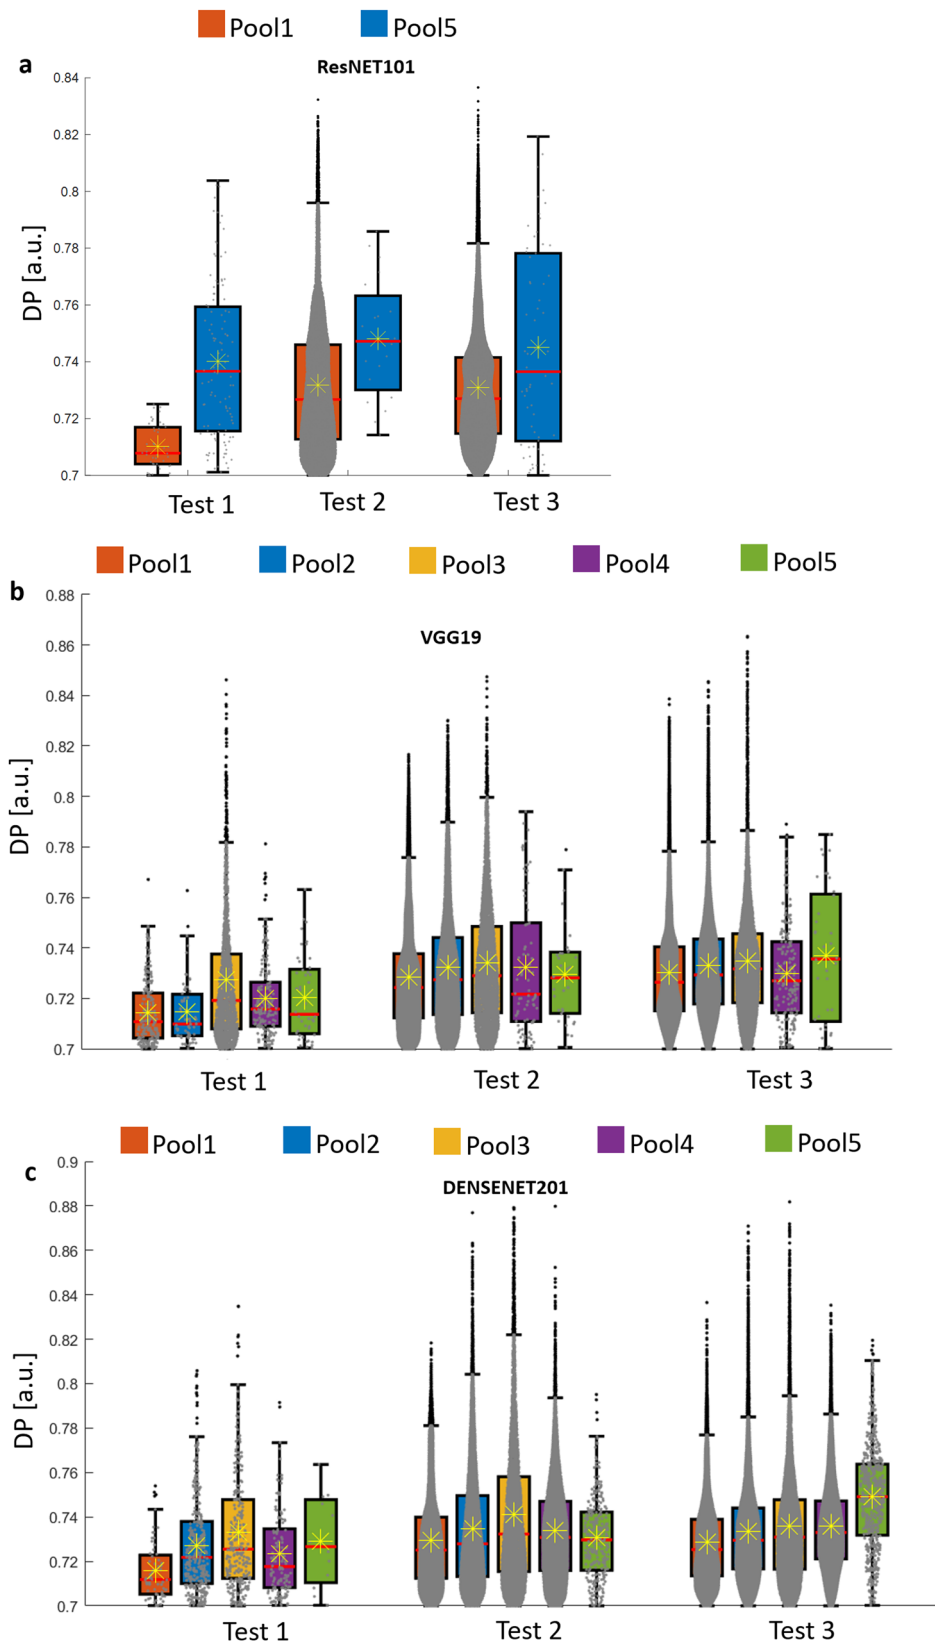 Pool1 Pool5
a
ResNET101
0.84
0.82
0.8
0.78
0.76
0.74
0.72
0.7
DP [a.u.]
Test 1 Test 2 Test 3
Pool1 Pool2 Pool3 Pool4 Pool5
b
VGG19
0.88
0.86
0.84
0.82
0.8
0.78
0.76
0.74
0.72
0.7
DP [a.u.]
Test 1 Test 2 Test 3
Pool1 Pool2 Pool3 Pool4 Pool5
c
DENSENET201
0.9
0.88
0.86
0.84
0.82
0.8
0.78
0.76
0.74
0.72
0.7
DP [a.u.]
Test 1 Test 2 Test 3